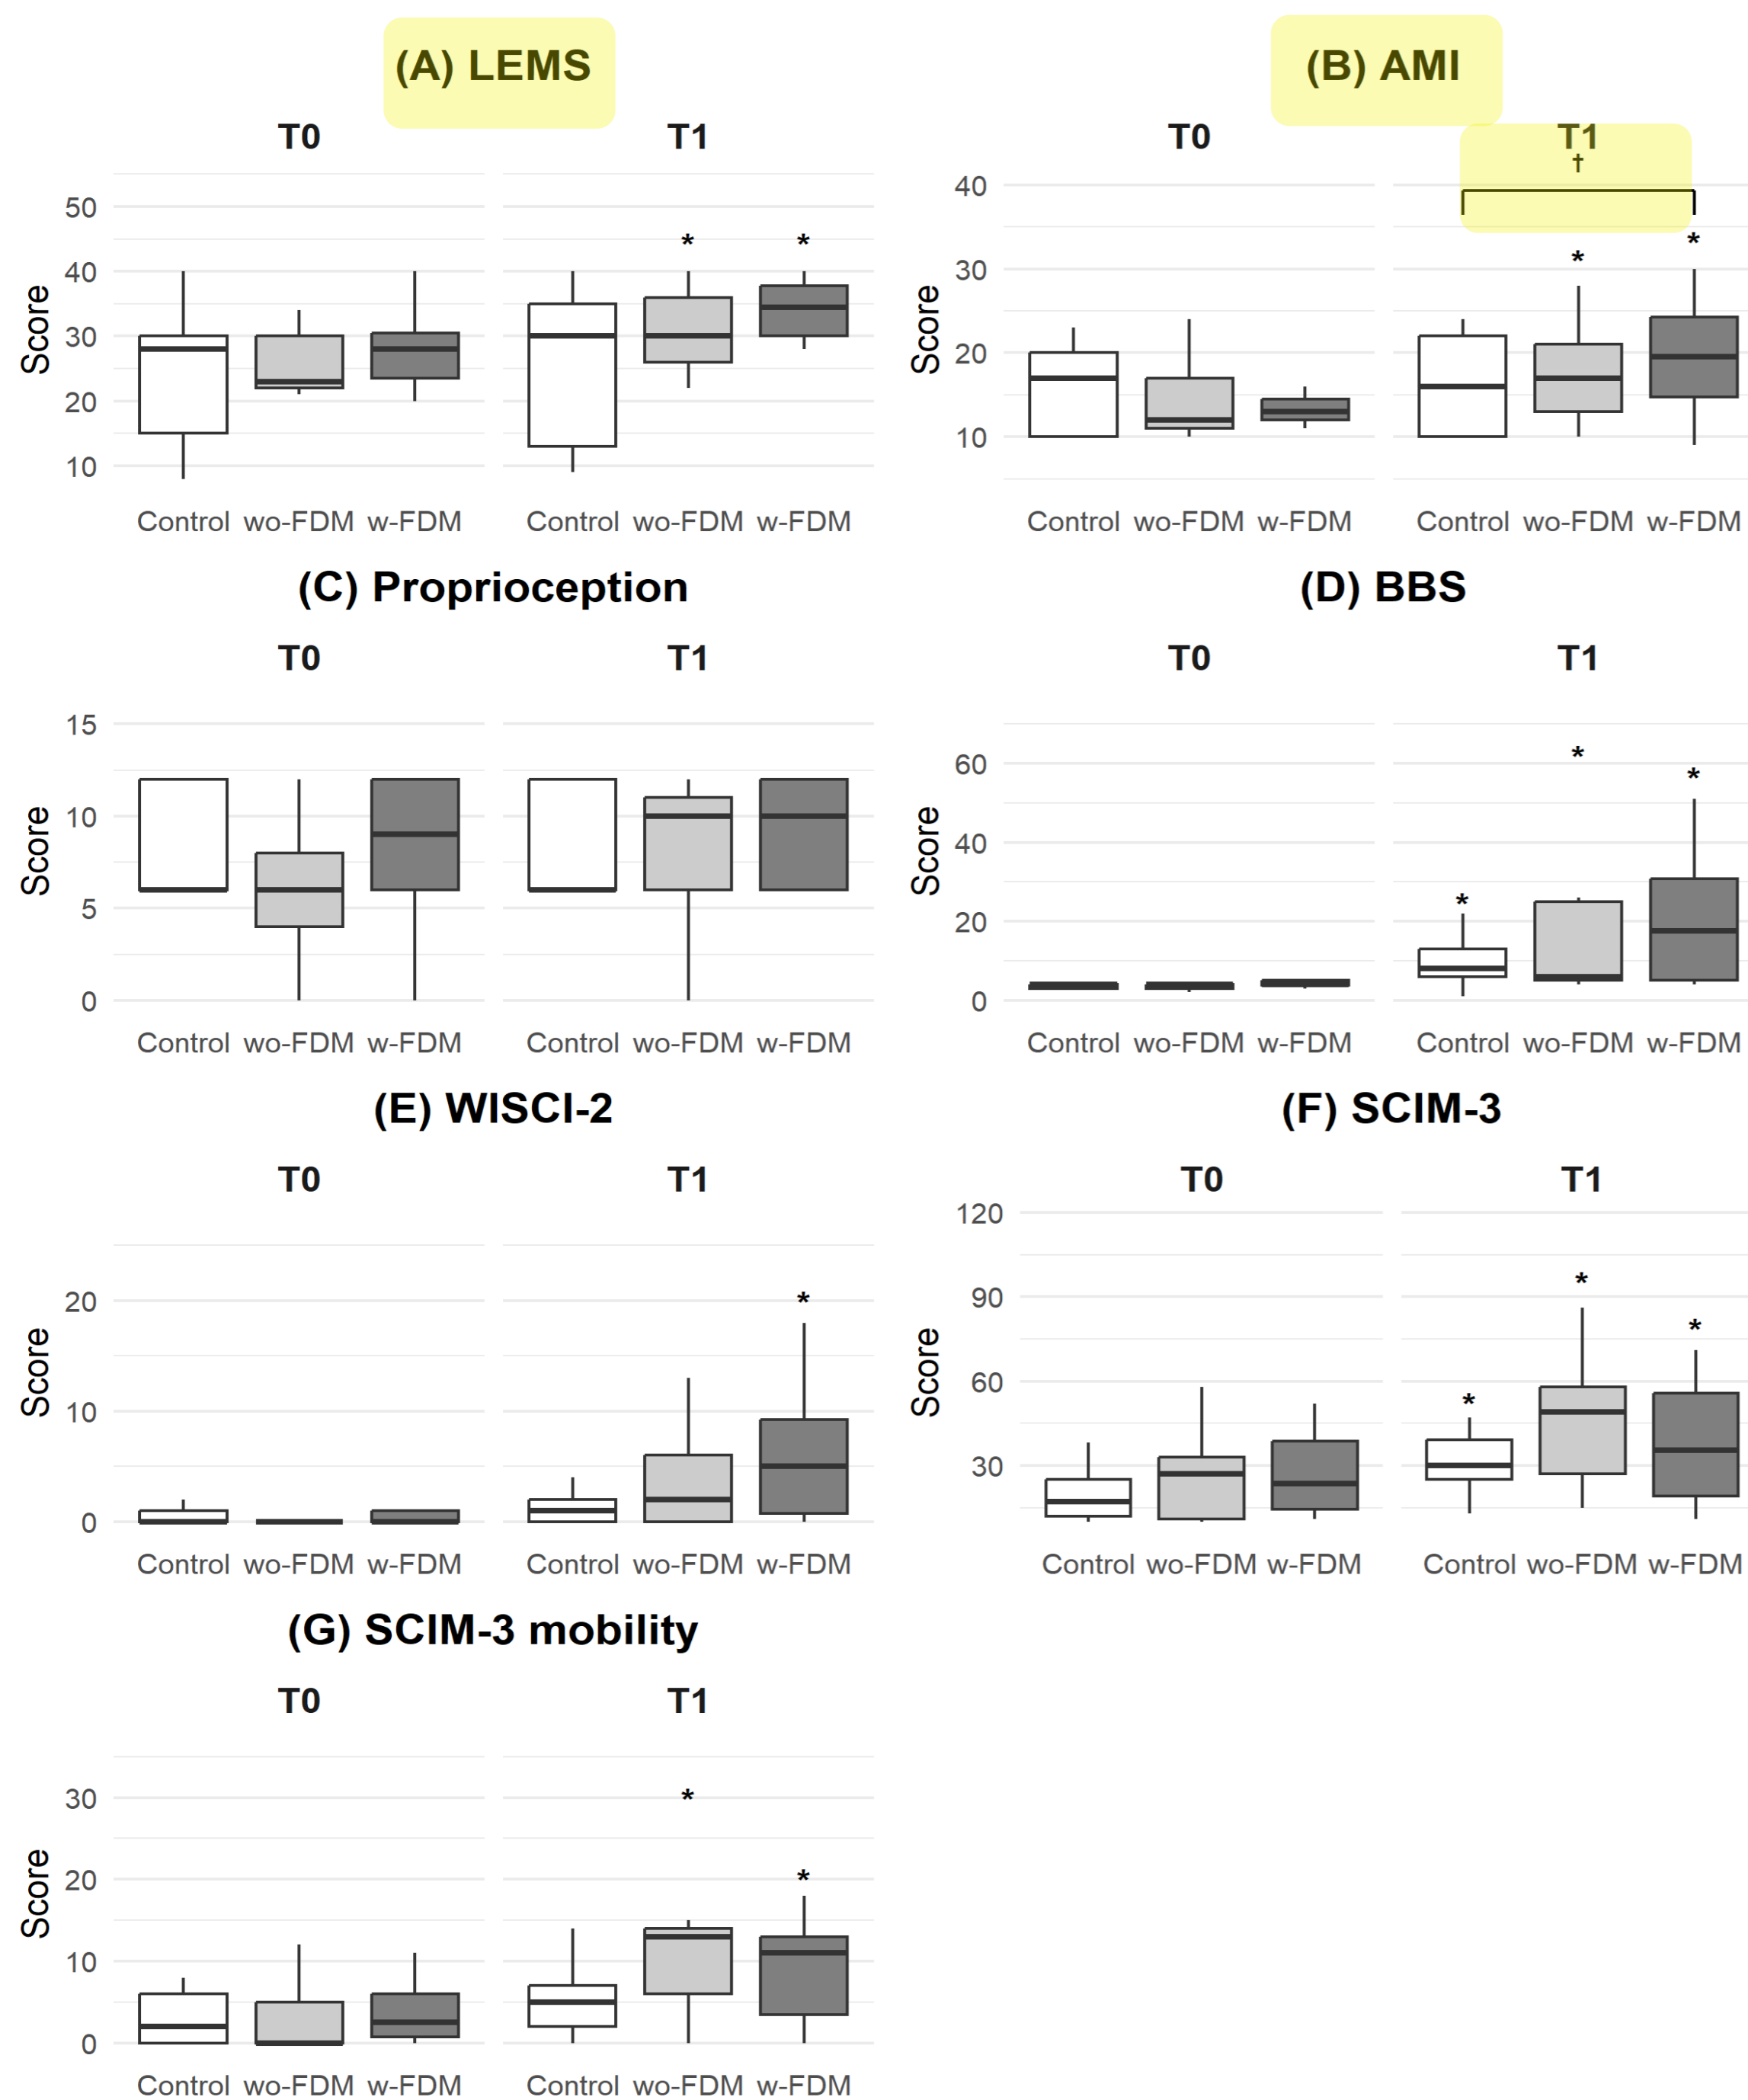 (A) LEMS
T0 T1
Score
50
40
30
20
10
* *
Control wo-FDM w-FDM Control wo-FDM w-FDM
(B) AMI
T0 T1
†
Score
40
30
20
10
* *
Control wo-FDM w-FDM Control wo-FDM w-FDM
(C) Proprioception
T0 T1
Score
15
10
5
0
Control wo-FDM w-FDM Control wo-FDM w-FDM
(D) BBS
T0 T1
Score
60
40
20
0
* * *
Control wo-FDM w-FDM Control wo-FDM w-FDM
(E) WISCI-2
T0 T1
Score
20
10
0
*
Control wo-FDM w-FDM Control wo-FDM w-FDM
(F) SCIM-3
T0 T1
Score
120
90
60
30
* * *
Control wo-FDM w-FDM Control wo-FDM w-FDM
(G) SCIM-3 mobility
T0 T1
Score
30
20
10
0
* *
Control wo-FDM w-FDM Control wo-FDM w-FDM